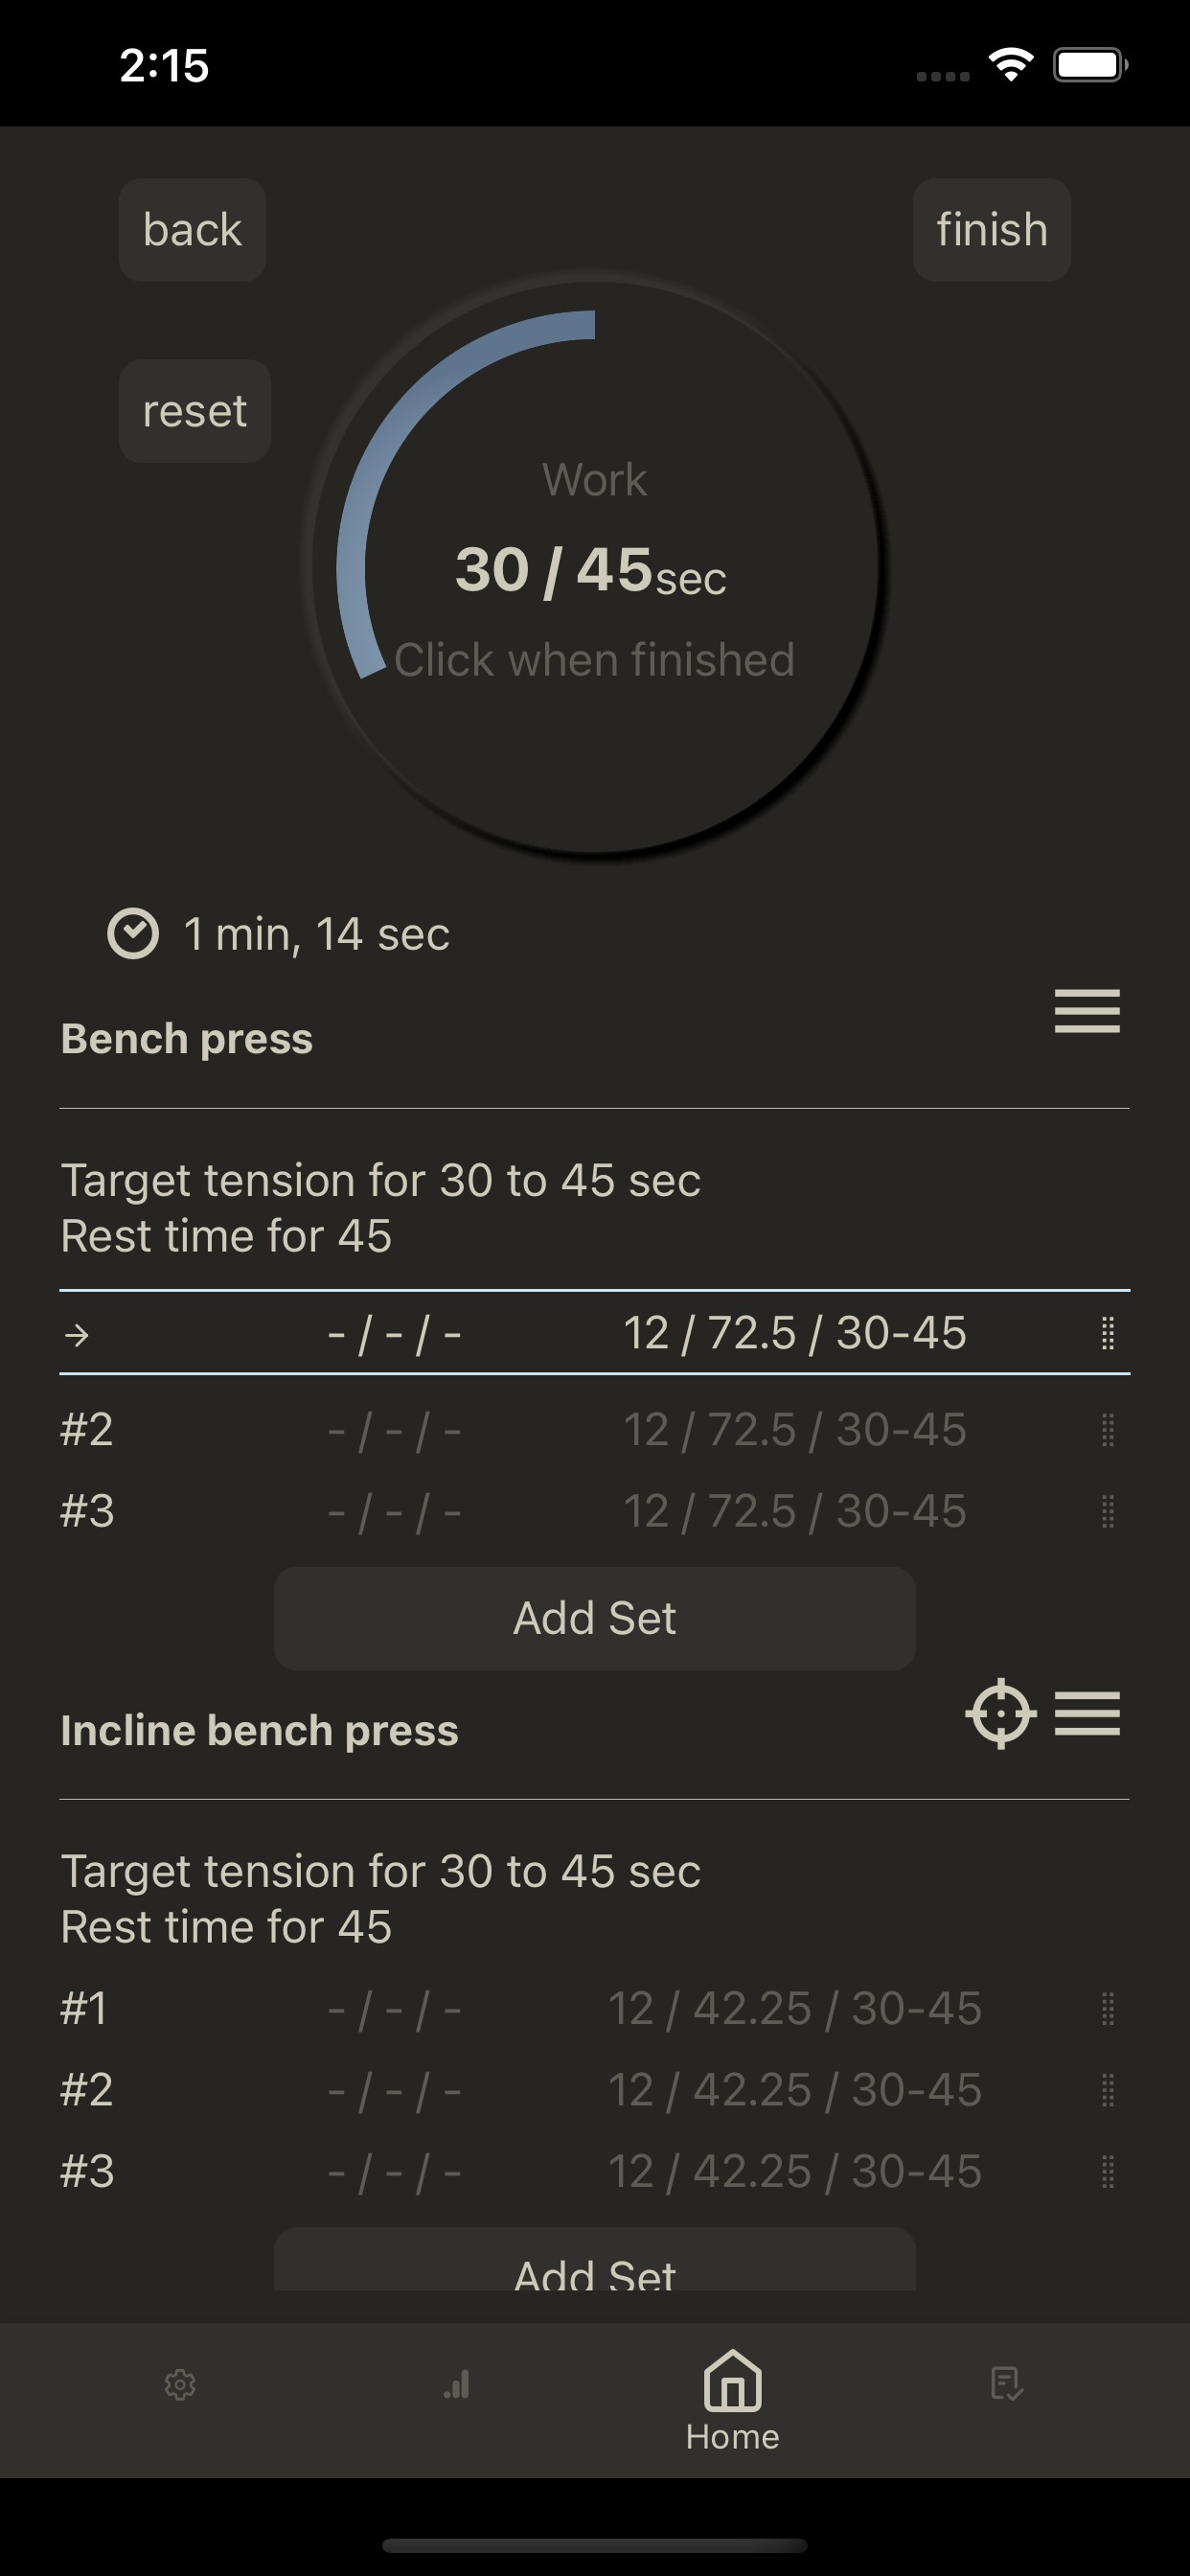 2:15
back
finish
reset
Work
30 / 45sec
Click when finished
1 min, 14 sec
Bench press
Target tension for 30 to 45 sec
Rest time for 45
→ - / - / - 12 / 72.5 / 30-45
#2 - / - / - 12 / 72.5 / 30-45
#3 - / - / - 12 / 72.5 / 30-45
Add Set
Incline bench press
Target tension for 30 to 45 sec
Rest time for 45
#1 - / - / - 12 / 42.25 / 30-45
#2 - / - / - 12 / 42.25 / 30-45
#3 - / - / - 12 / 42.25 / 30-45
Add Set
Home